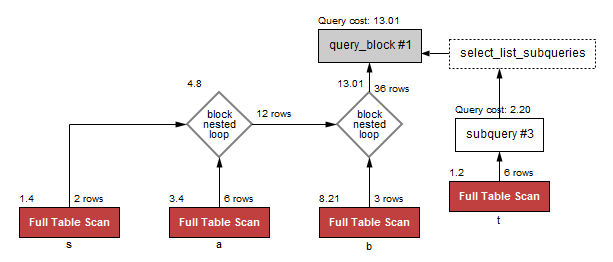 Query cost: 13.01
query_block #1
select_list_subqueries
4.8
13.01
36 rows
block
nested
loop
12 rows
block
nested
loop
Query cost: 2.20
subquery #3
1.2
6 rows
Full Table Scan
t
1.4
2 rows
Full Table Scan
s
3.4
6 rows
Full Table Scan
a
8.21
3 rows
Full Table Scan
b